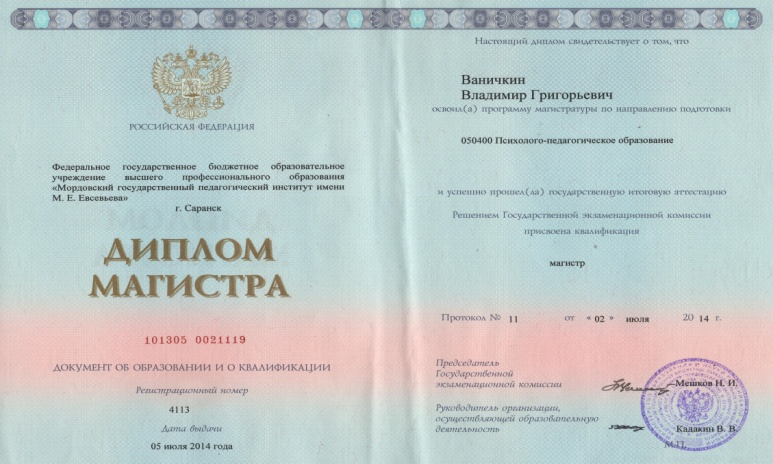 РОССИЙСКАЯ ФЕДЕРАЦИЯ
Федеральное государственное бюджетное образовательное
учреждение высшего профессионального образования
«Мордовский государственный педагогический институт имени
М. Е. Евсевьева»
г. Саранск
ДИПЛОМ
МАГИСТРА
101305 0021119
ДОКУМЕНТ ОБ ОБРАЗОВАНИИ И О КВАЛИФИКАЦИИ
Регистрационный номер
4113
Дата выдачи
05 июля 2014 года
Настоящий диплом свидетельствует о том, что
Ваничкин
Владимир Григорьевич
освоил(а) программу магистратуры по направлению подготовки
050400 Психолого-педагогическое образование
и успешно прошел(ла) государственную итоговую аттестацию
Решением Государственной экзаменационной комиссии
присвоена квалификация
магистр
Протокол № 11 от « 02 » июля 20 14 г.
Председатель
Государственной
экзаменационной комиссии Мешков Н. И.
Руководитель организации,
осуществляющей образовательную
деятельность Кадакин В. В.
М.П.